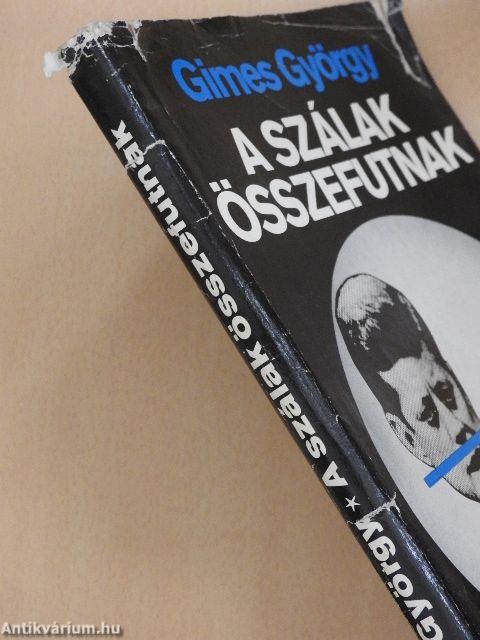 Gimes György
A SZÁLAK
ÖSSZEFUTNAK
György * A szálak összefutnak
Antikvárium.hu